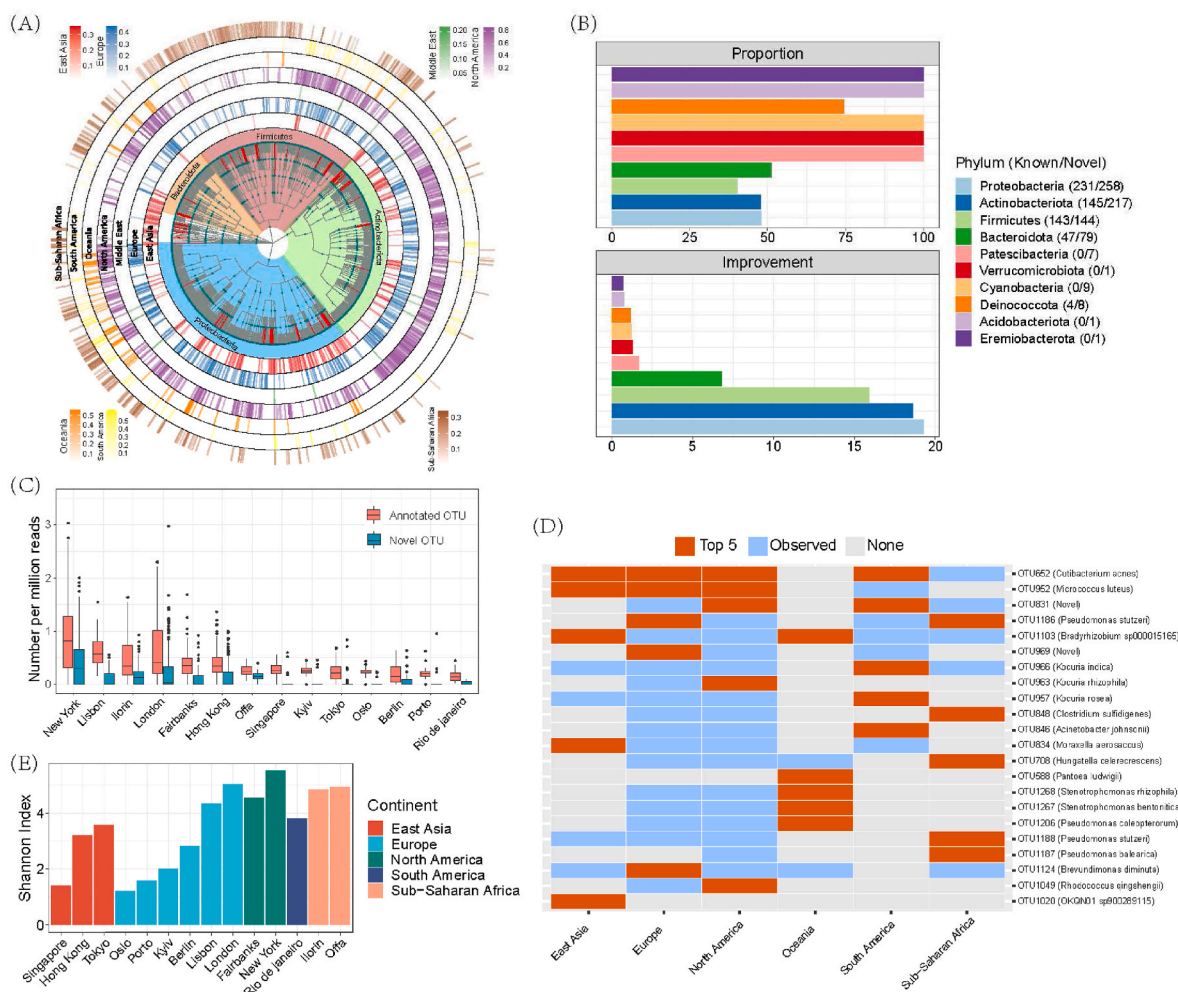 (A)
East Asia
0.3
0.2
0.1
Europe
0.4
0.3
0.2
0.1
Middle East
0.20
0.15
0.10
0.05
North America
0.8
0.6
0.4
0.2
Firmicutes
Bacteroidota
Actinobacteriota
Proteobacteria
Sub-Saharan Africa
South America
Oceania
North America
Middle East
Europe
East Asia
Oceania
0.5
0.4
0.3
0.2
0.1
South America
0.5
0.4
0.3
0.2
0.1
Sub-Saharan Africa
0.3
0.2
0.1
(B)
Proportion
0 25 50 75 100
Improvement
0 5 10 15 20
Phylum (Known/Novel)
Proteobacteria (231/258)
Actinobacteriota (145/217)
Firmicutes (143/144)
Bacteroidota (47/79)
Patescibacteria (0/7)
Verrucomicrobiota (0/1)
Cyanobacteria (0/9)
Deinococcota (4/8)
Acidobacteriota (0/1)
Eremiobacterota (0/1)
(C)
Number per million reads
3
2
1
0
Annotated OTU
Novel OTU
New York
Lisbon
Ilorin
London
Fairbanks
Hong Kong
Offa
Singapore
Kyiv
Tokyo
Oslo
Berlin
Porto
Rio de janeiro
(D)
Top 5 Observed None
OTU652 (Cutibacterium acnes)
OTU952 (Micrococcus luteus)
OTU831 (Novel)
OTU1186 (Pseudomonas stutzeri)
OTU1103 (Bradyrhizobium sp000015165)
OTU969 (Novel)
OTU966 (Kocuria indica)
OTU963 (Kocuria rhizophila)
OTU957 (Kocuria rosea)
OTU848 (Clostridium sulfidigenes)
OTU846 (Acinetobacter johnsonii)
OTU834 (Moraxella aerosaccus)
OTU708 (Hungatella celerecrescens)
OTU588 (Pantoea ludwigii)
OTU1268 (Stenotrophomonas rhizophila)
OTU1267 (Stenotrophomonas bentonitica
OTU1206 (Pseudomonas coleopterorum)
OTU1188 (Pseudomonas stutzeri)
OTU1187 (Pseudomonas balearica)
OTU1124 (Brevundimonas diminuta)
OTU1049 (Rhodococcus qingshengii)
OTU1020 (OKQN01 sp900289115)
East Asia
Europe
North America
Oceania
South America
Sub-Saharan Africa
(E)
Shannon Index
4
2
0
Singapore
Hong Kong
Tokyo
Oslo
Porto
Kyiv
Berlin
Lisbon
London
Fairbanks
New York
Rio de janeiro
Ilorin
Offa
Continent
East Asia
Europe
North America
South America
Sub-Saharan Africa